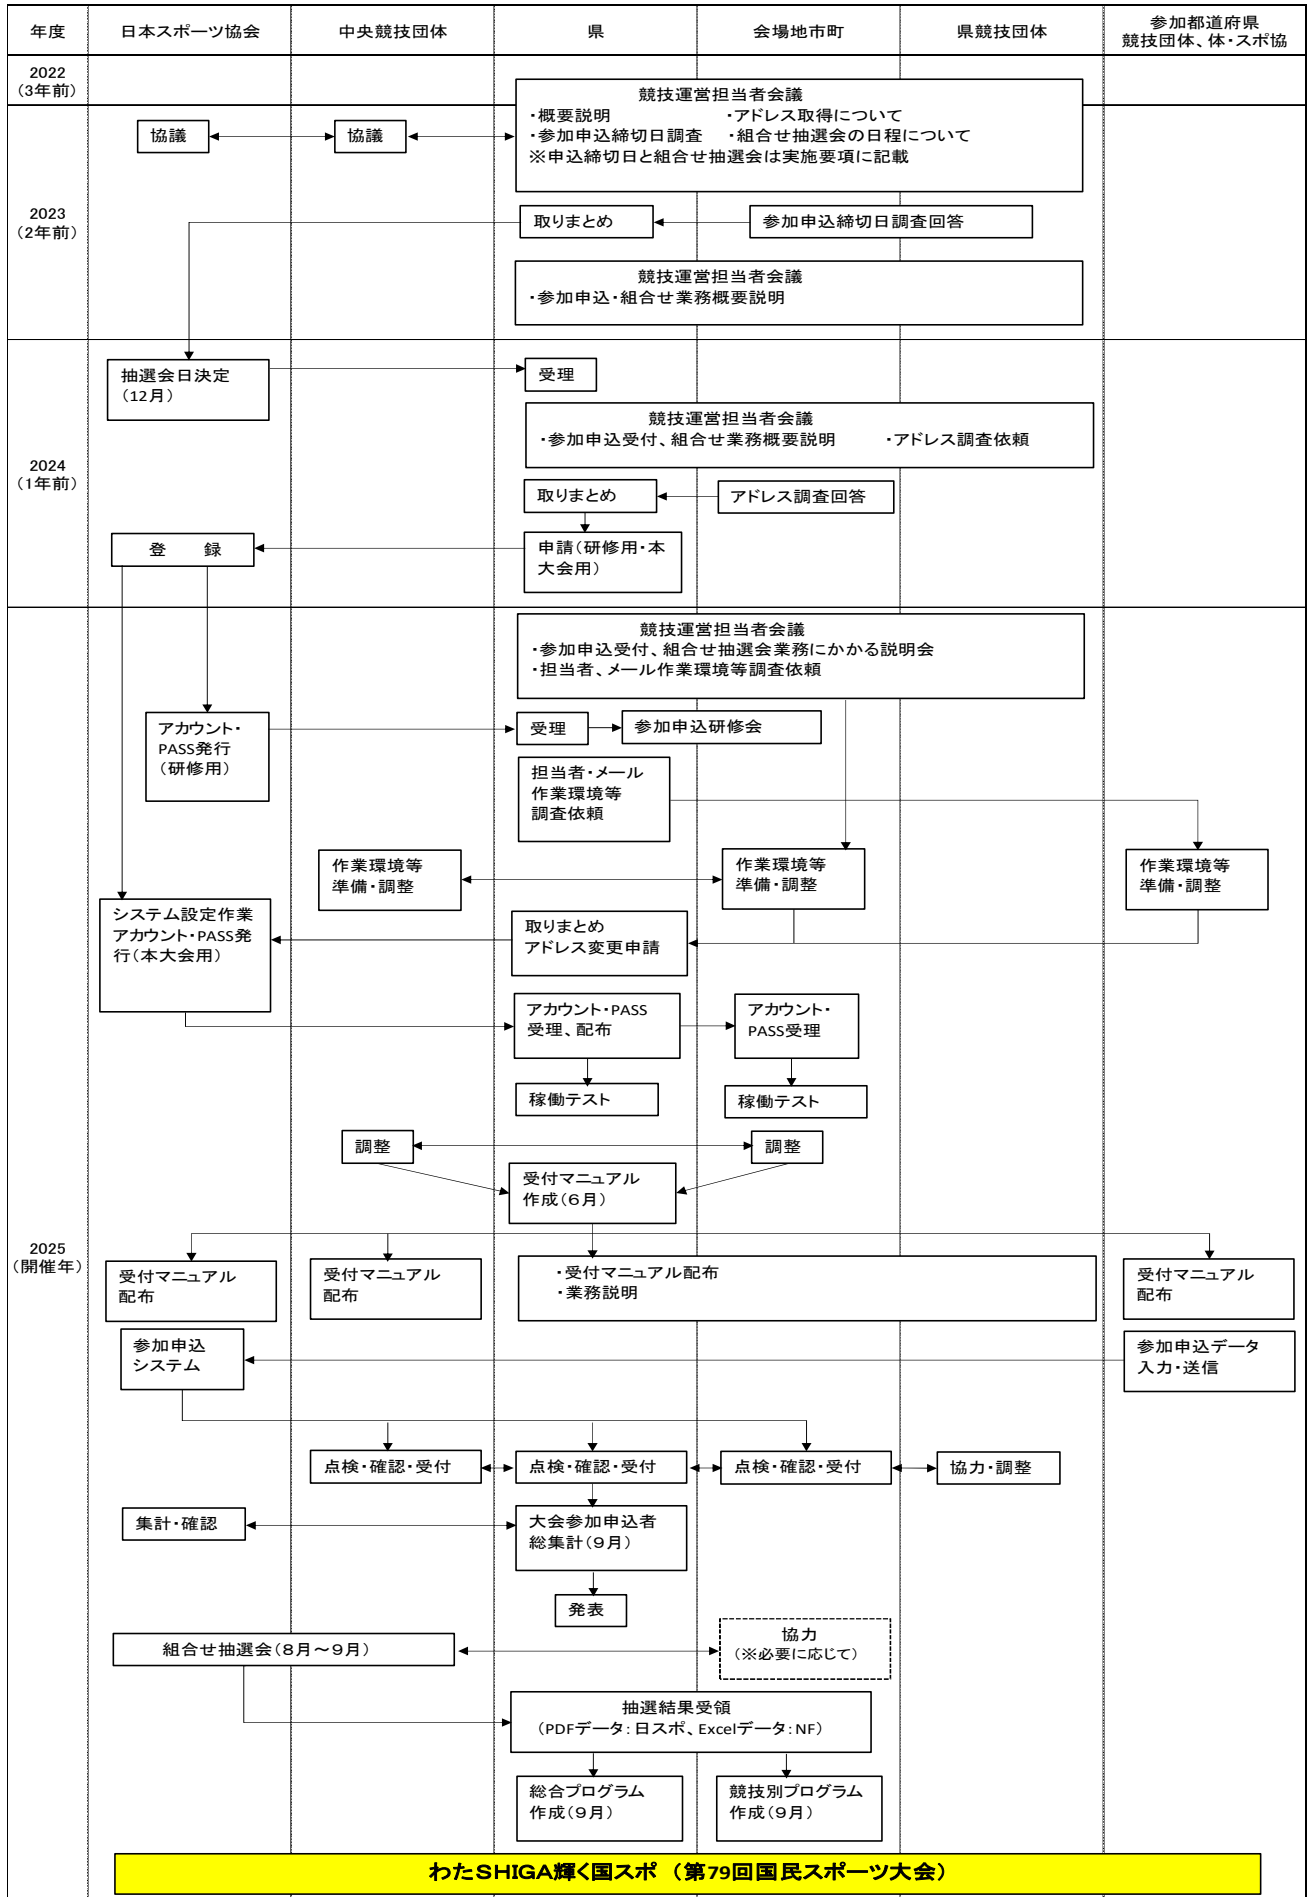 年度
日本スポーツ協会
中央競技団体
県
会場地市町
県競技団体
参加都道府県
競技団体、体・スポ協
2022
(3年前)
競技運営担当者会議
・概要説明 ・アドレス取得について
・参加申込締切日調査 ・組合せ抽選会の日程について
※申込締切日と組合せ抽選会は実施要項に記載
協議
協議
2023
(2年前)
取りまとめ
参加申込締切日調査回答
競技運営担当者会議
・参加申込・組合せ業務概要説明
抽選会日決定
(12月)
受理
競技運営担当者会議
・参加申込受付、組合せ業務概要説明 ・アドレス調査依頼
2024
(1年前)
取りまとめ
アドレス調査回答
登 録
申請(研修用・本
大会用)
競技運営担当者会議
・参加申込受付、組合せ抽選会業務にかかる説明会
・担当者、メール作業環境等調査依頼
アカウント・
PASS発行
(研修用)
受理
参加申込研修会
担当者・メール
作業環境等
調査依頼
作業環境等
準備・調整
作業環境等
準備・調整
作業環境等
準備・調整
システム設定作業
アカウント・PASS発
行(本大会用)
取りまとめ
アドレス変更申請
アカウント・PASS
受理、配布
アカウント・
PASS受理
稼働テスト
稼働テスト
調整
調整
受付マニュアル
作成(6月)
2025
(開催年)
受付マニュアル
配布
受付マニュアル
配布
・受付マニュアル配布
・業務説明
受付マニュアル
配布
参加申込
システム
参加申込データ
入力・送信
点検・確認・受付
点検・確認・受付
点検・確認・受付
協力・調整
集計・確認
大会参加申込者
総集計(9月)
発表
組合せ抽選会(8月~9月)
協力
(※必要に応じて)
抽選結果受領
(PDFデータ:日スポ、Excelデータ:NF)
総合プログラム
作成(9月)
競技別プログラム
作成(9月)
わたSHIGA輝く国スポ (第79回国民スポーツ大会)